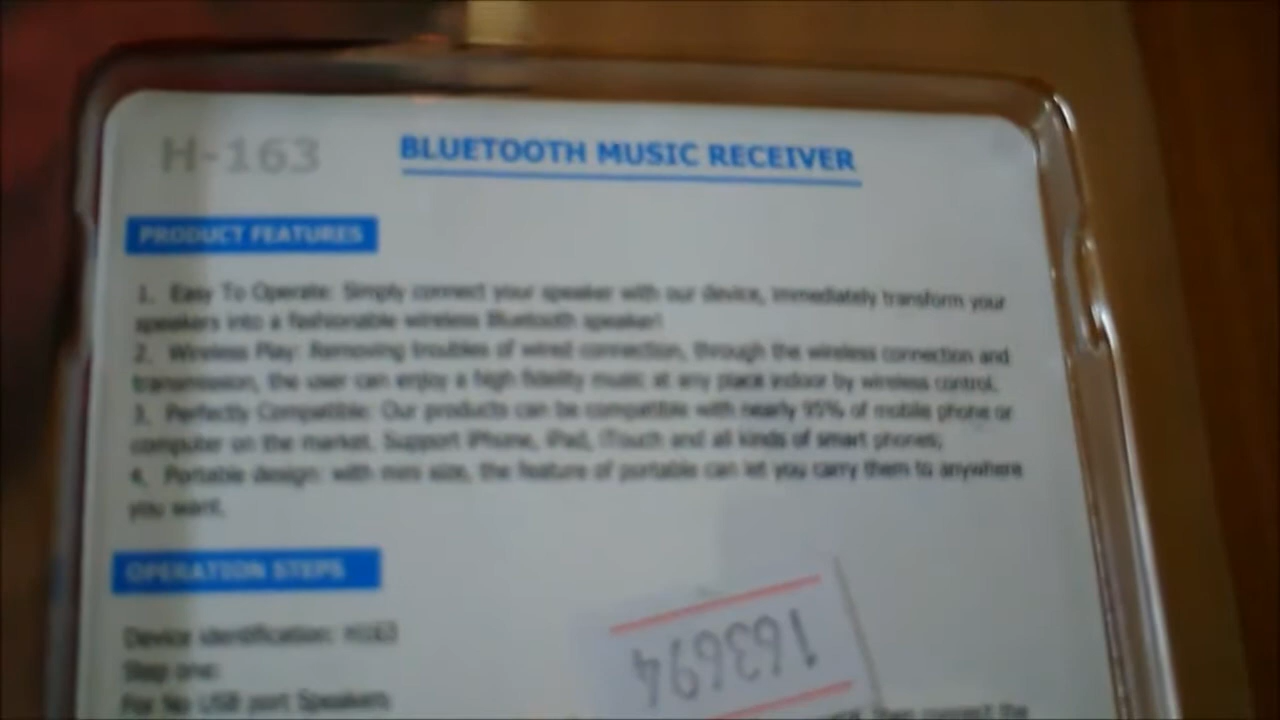 H-163
BLUETOOTH MUSIC RECEIVER
PRODUCT FEATURES
1. Easy To Operate: Simply connect your speaker with our device, immediately transform your
speakers into a fashionable wireless Bluetooth speaker!
2. Wireless Play: Removing troubles of wired connection, through the wireless connection and
transmission, the user can enjoy a high fidelity music at any place indoor by wireless control.
3. Perfectly Compatible: Our products can be compatible with nearly 95% of mobile phone or
computer on the market. Support iPhone, iPad, iTouch and all kinds of smart phones;
4. Portable design: with mini size, the feature of portable can let you carry them to anywhere
you want.
OPERATION STEPS
Device identification: H163
Step one:
For No USB port Speakers
163694
then connect the